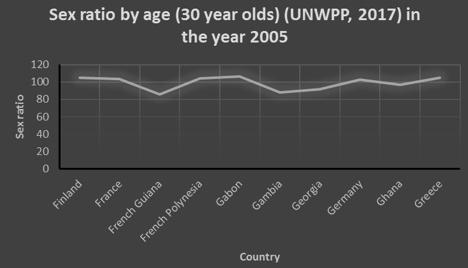 Sex ratio by age (30 year olds) (UNWPP, 2017) in
the year 2005
120
100
80
60
40
20
0
Sex ratio
Finland
France
French Guiana
French Polynesia
Gabon
Gambia
Georgia
Germany
Ghana
Greece
Country